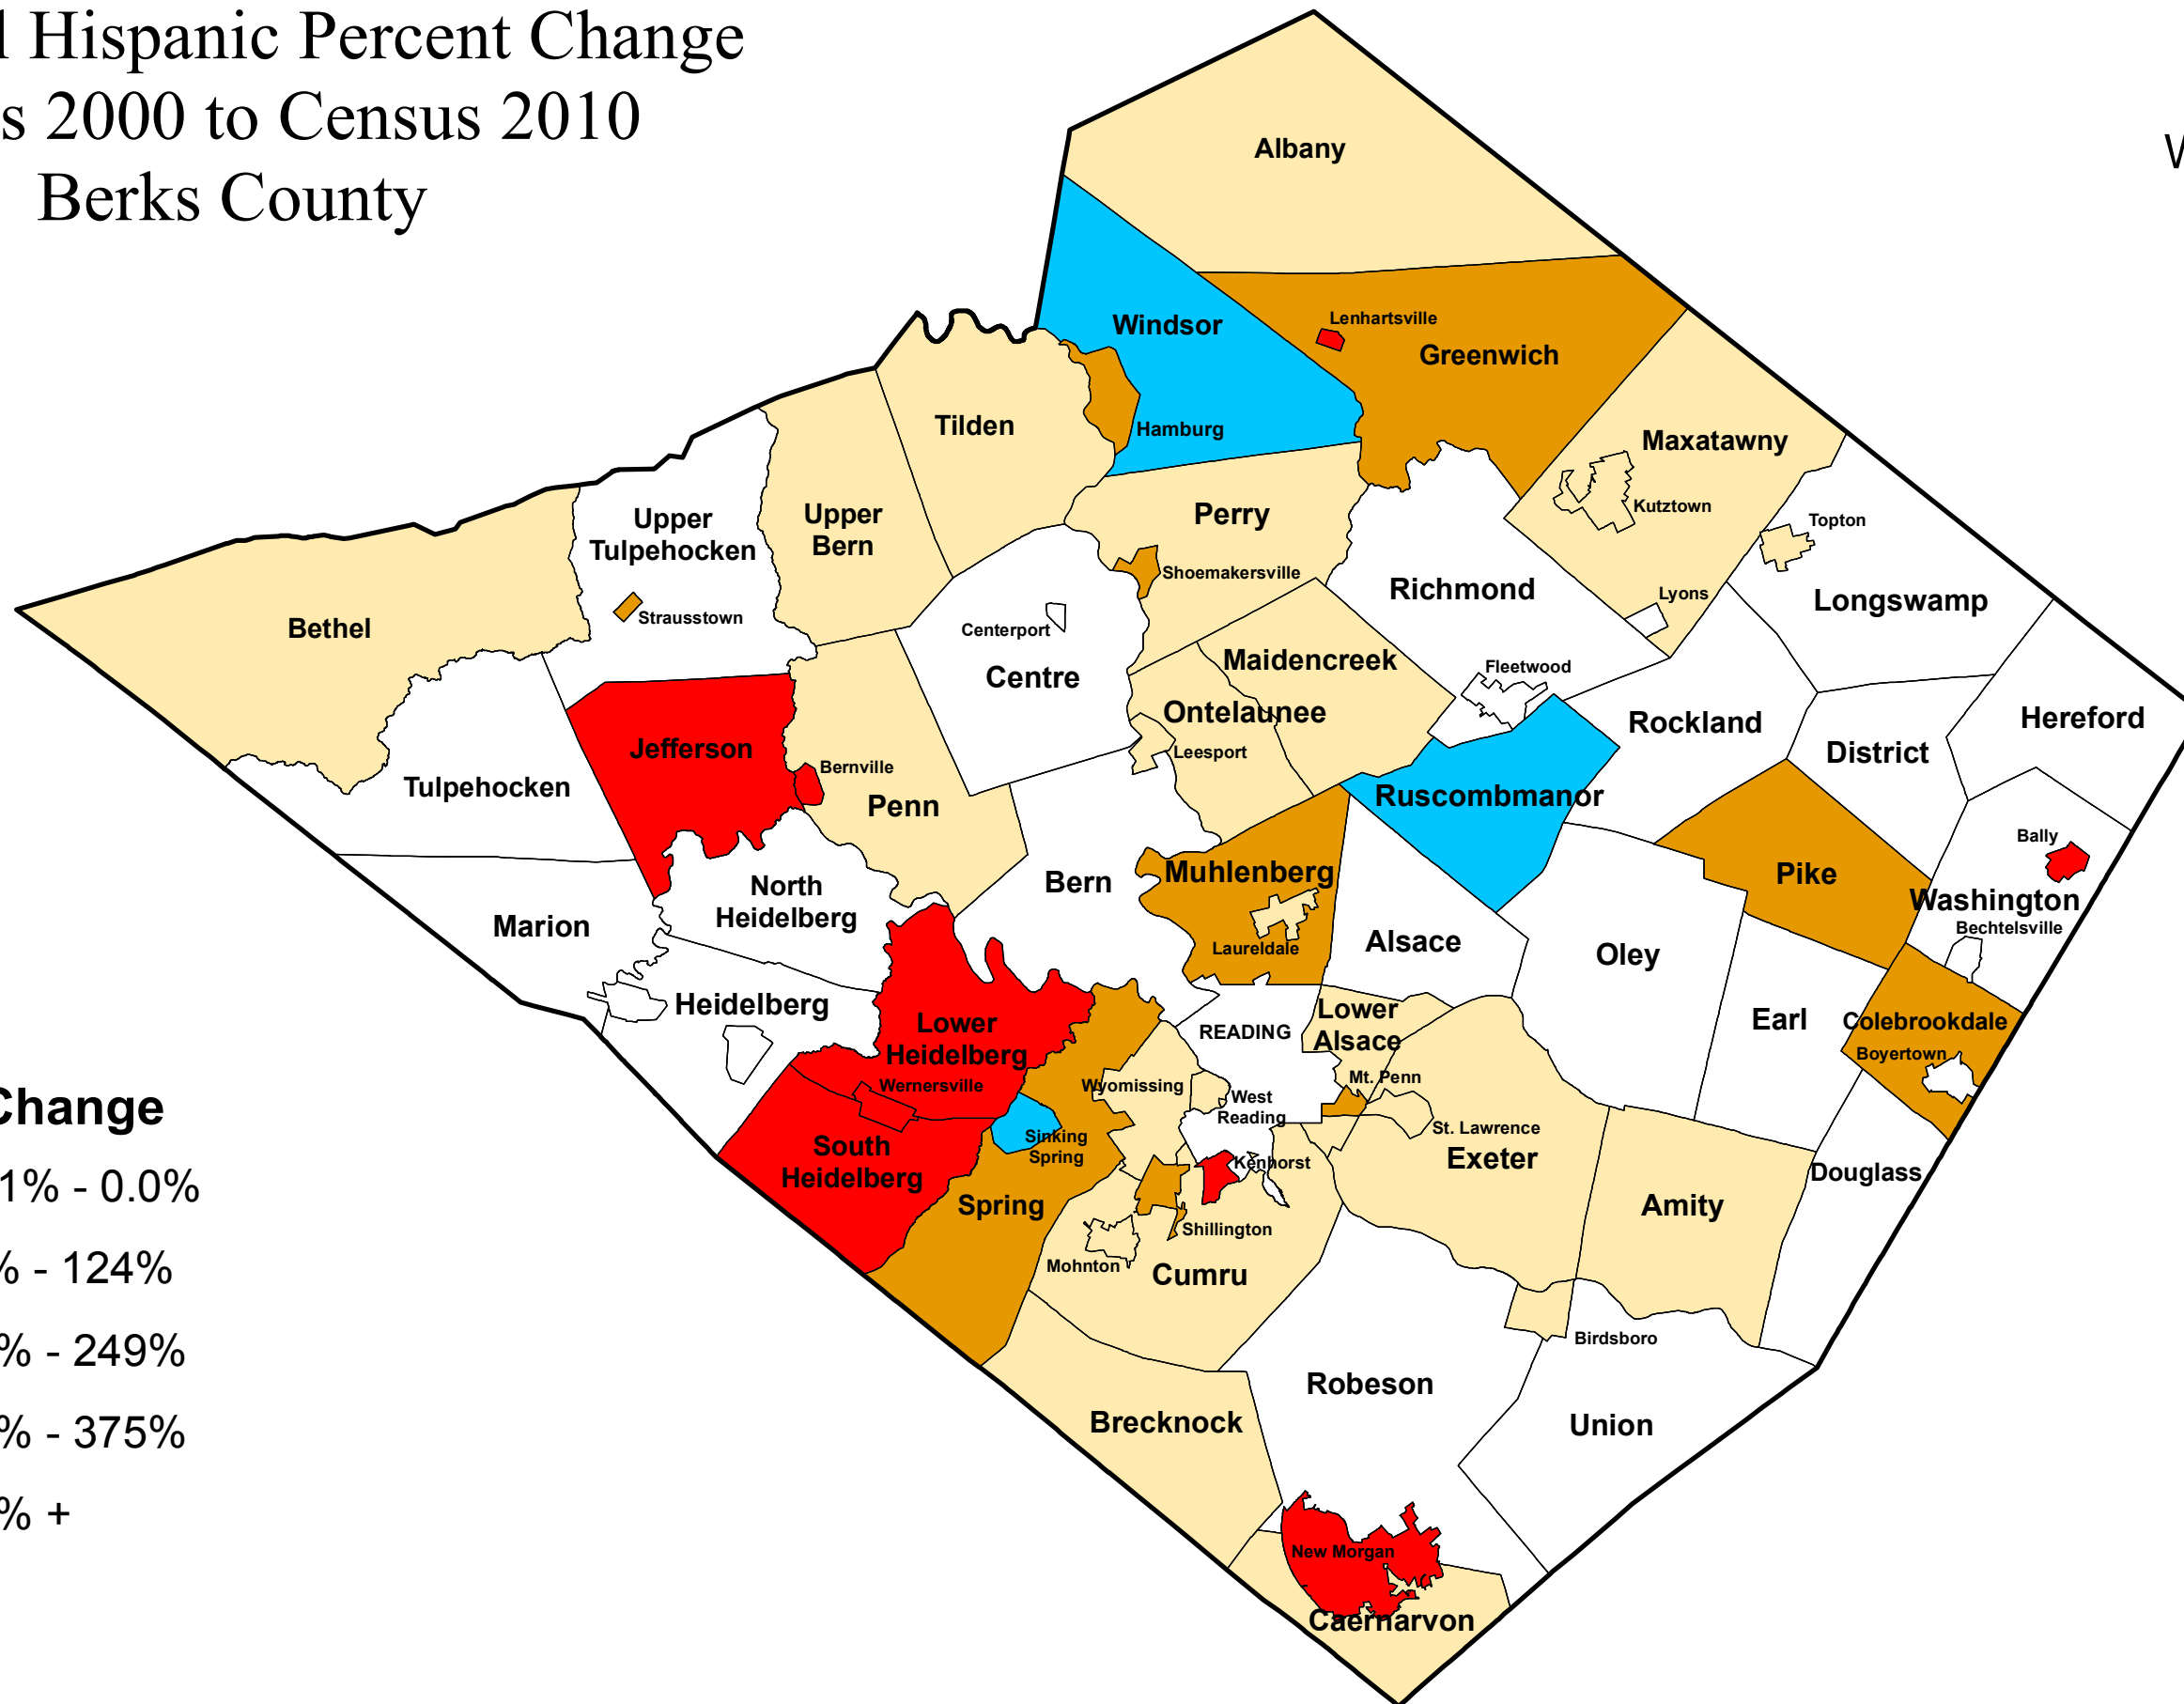 l Hispanic Percent Change
s 2000 to Census 2010
Berks County
Albany
Windsor
Lenhartsville
Greenwich
Tilden
Hamburg
Maxatawny
Kutztown
Upper
Tulpehocken
Upper
Bern
Perry
Topton
Shoemakersville
Richmond
Lyons
Longswamp
Strausstown
Bethel
Centerport
Centre
Maidencreek
Fleetwood
Ontelaunee
Rockland
Hereford
Jefferson
Leesport
District
Bernville
Tulpehocken
Penn
Ruscombmanor
Bally
Muhlenberg
Pike
Bern
North
Heidelberg
Washington
Marion
Bechtelsville
Laureldale
Alsace
Oley
Heidelberg
Lower
Heidelberg
READING
Lower
Alsace
Earl
Colebrookdale
Boyertown
Wernersville
Wyomissing
West
Reading
Mt. Penn
Change
Sinking
Spring
St. Lawrence
South
Heidelberg
Kenhorst
Exeter
Douglass
1% - 0.0%
Spring
Shillington
Amity
Mohnton
Cumru
% - 124%
Birdsboro
% - 249%
Robeson
Brecknock
Union
% - 375%
% +
New Morgan
Caernarvon